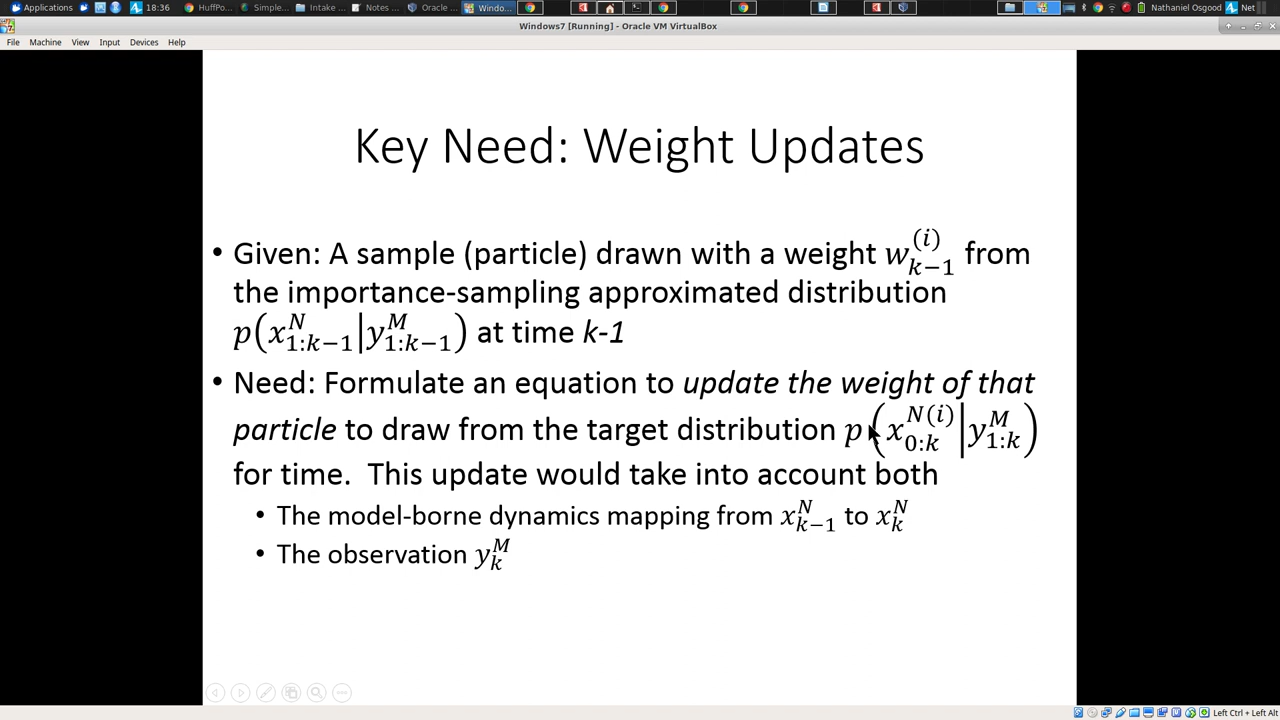 Applications 18:36 HuffPo... Simple... Intake ... Notes ... Oracle ... Windo... Nathaniel Osgood Net
Windows7 [Running] - Oracle VM VirtualBox
File Machine View Input Devices Help
Key Need: Weight Updates
• Given: A sample (particle) drawn with a weight $w_{k-1}^{(i)}$ from
the importance-sampling approximated distribution
$p(x_{1:k-1}^{N}|y_{1:k-1}^{M})$ at time k-1
• Need: Formulate an equation to update the weight of that
particle to draw from the target distribution $p(x_{0:k}^{N(i)}|y_{1:k}^{M})$
for time. This update would take into account both
• The model-borne dynamics mapping from $x_{k-1}^{N}$ to $x_{k}^{N}$
• The observation $y_{k}^{M}$
Left Ctrl + Left Alt